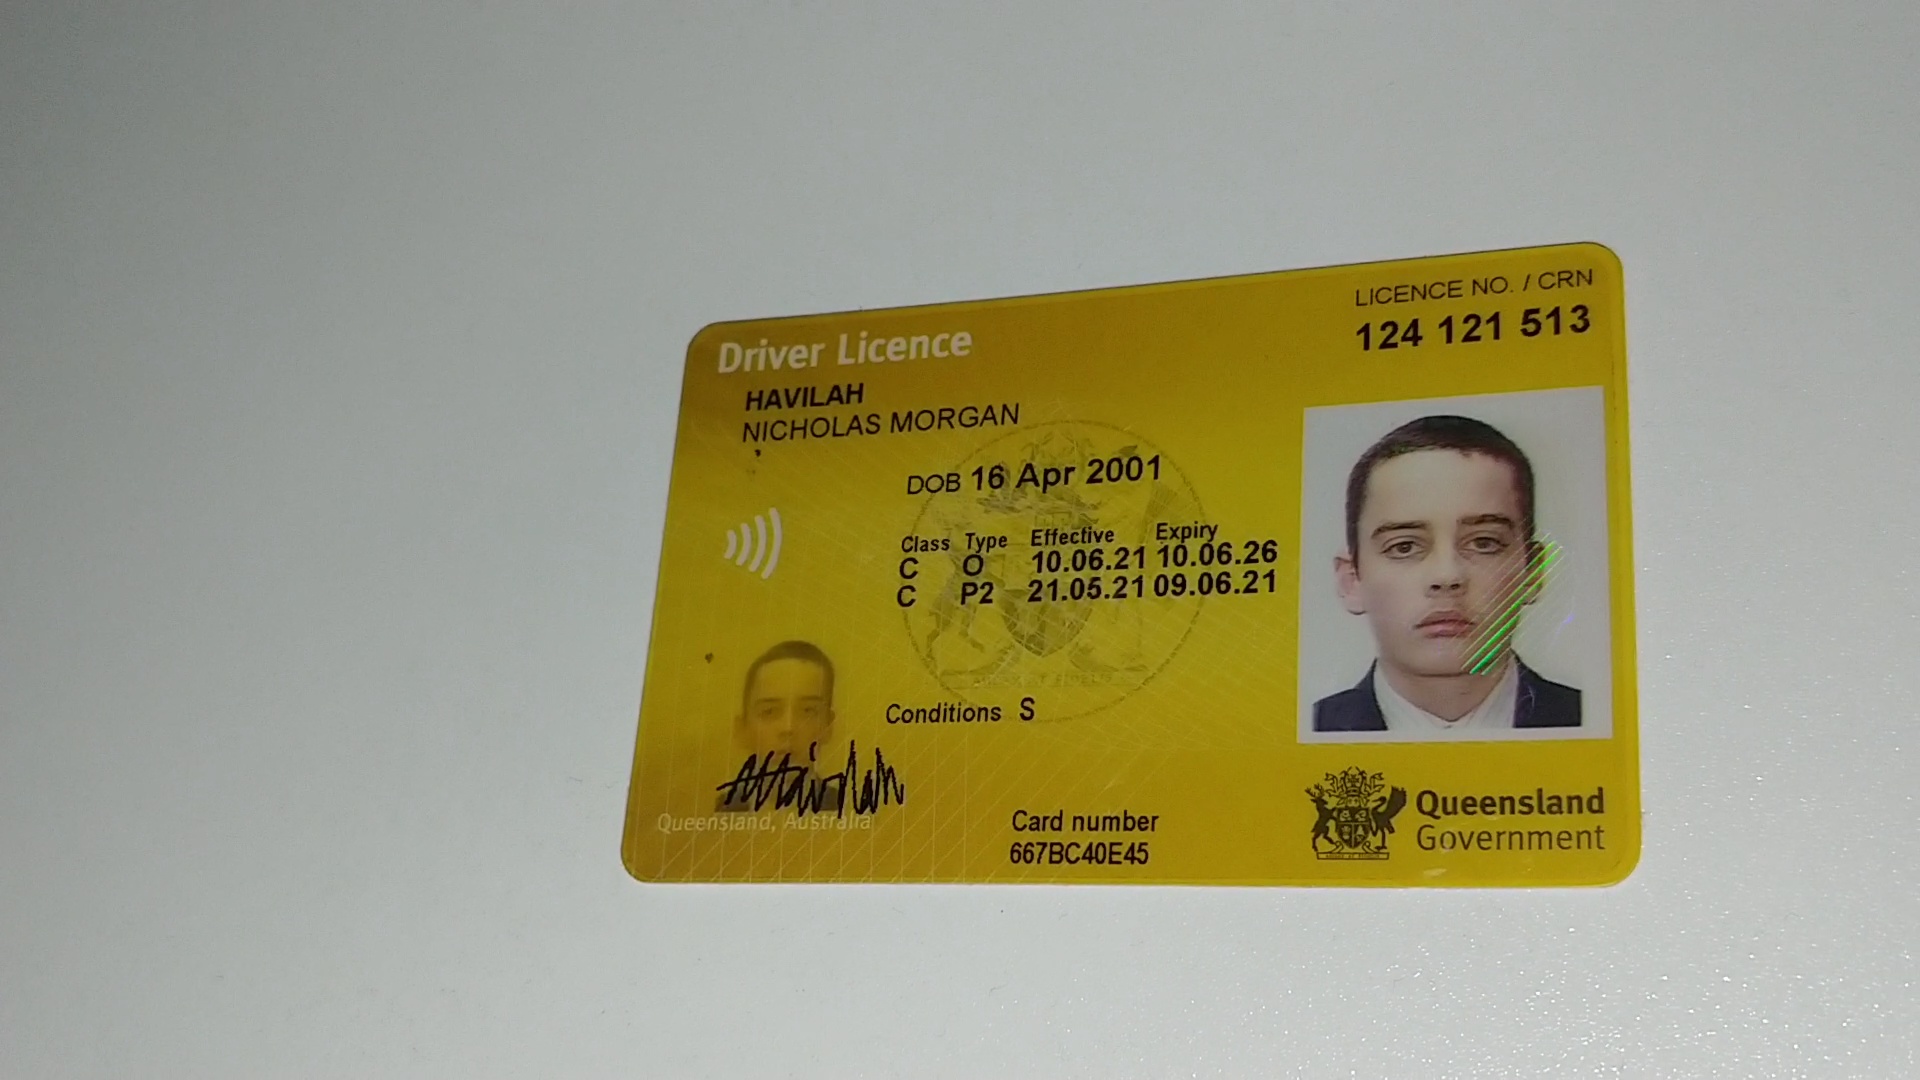 LICENCE NO. / CRN
124 121 513
Driver Licence
HAVILAH
NICHOLAS MORGAN
DOB 16 Apr 2001
Class Type Effective Expiry
C O 10.06.21 10.06.26
C P2 21.05.21 09.06.21
Conditions S
Queensland, Australia
Card number
667BC40E45
Queensland
Government